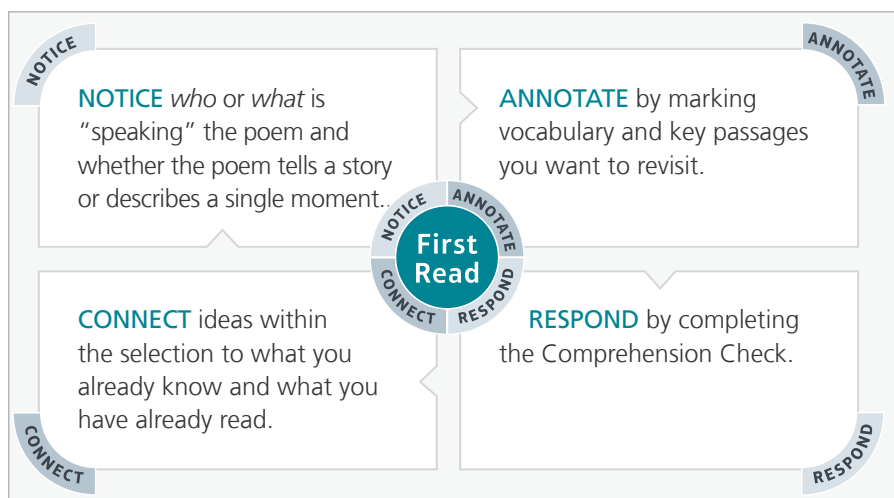 NOTICE
NOTICE who or what is
“speaking” the poem and
whether the poem tells a story
or describes a single moment..
ANNOTATE
ANNOTATE by marking
vocabulary and key passages
you want to revisit.
NOTICE
ANNOTATE
First
Read
CONNECT
RESPOND
CONNECT ideas within
the selection to what you
already know and what you
have already read.
CONNECT
RESPOND by completing
the Comprehension Check.
RESPOND